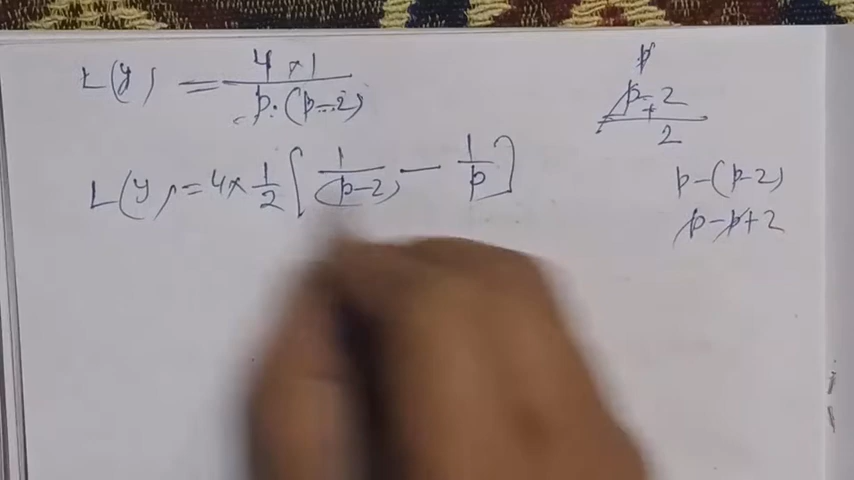 L(y) = 4 × 1 / p · (p-2)
L(y) = 4 × 1/2 [ 1/(p-2) - 1/p ]
p
p - 2
+
2
p - (p-2)
p - p + 2